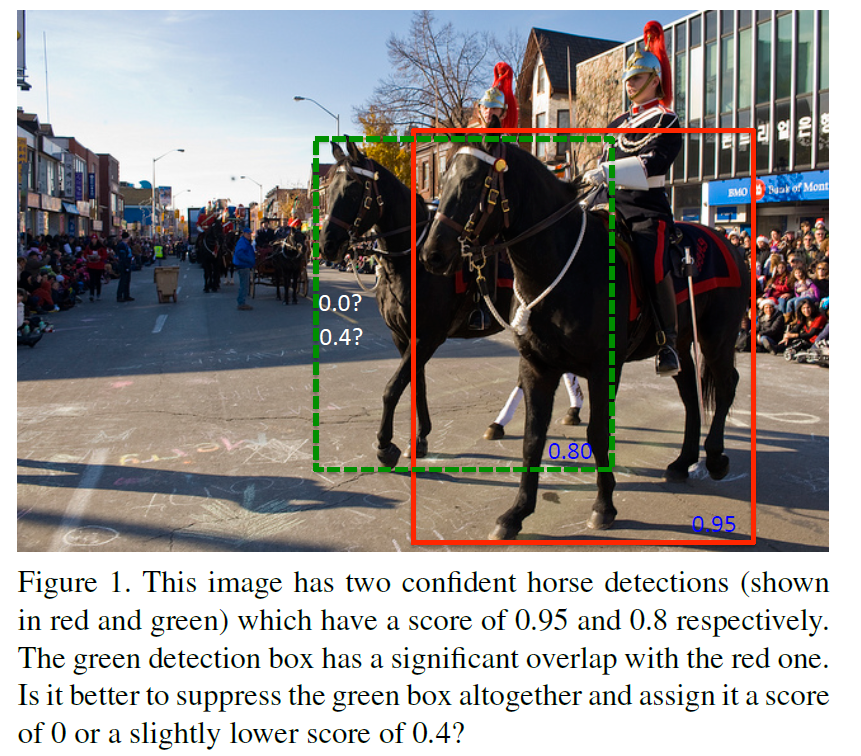 BMO Bank of Mont
0.0?
0.4?
0.80
0.95
Figure 1. This image has two confident horse detections (shown
in red and green) which have a score of 0.95 and 0.8 respectively.
The green detection box has a significant overlap with the red one.
Is it better to suppress the green box altogether and assign it a score
of 0 or a slightly lower score of 0.4?